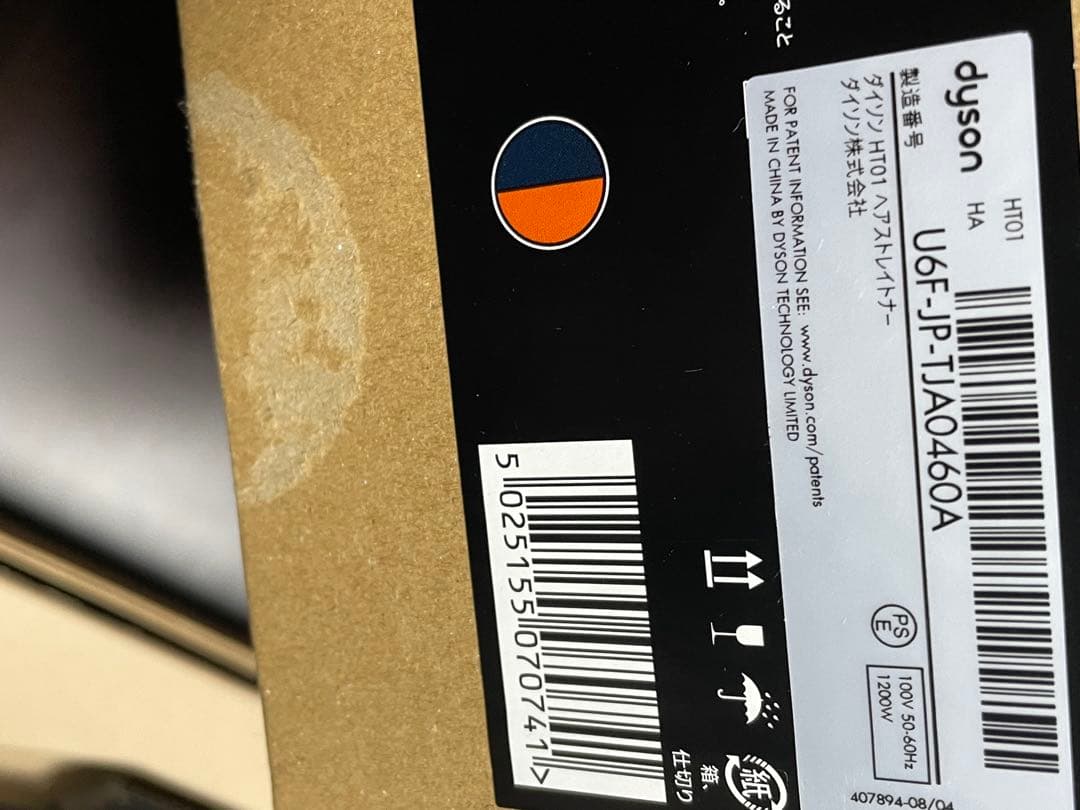 ること
。
dyson
HT01
HA
製造番号
U6F-JP-TJA0460A
ダイソン HT01 ヘアストレイトナー
ダイソン株式会社
PS
E
100V 50-60Hz
1200W
FOR PATENT INFORMATION SEE: www.dyson.com/patents
MADE IN CHINA BY DYSON TECHNOLOGY LIMITED
407894-08/04
紙
箱、
仕切り
5 025155 070741 >